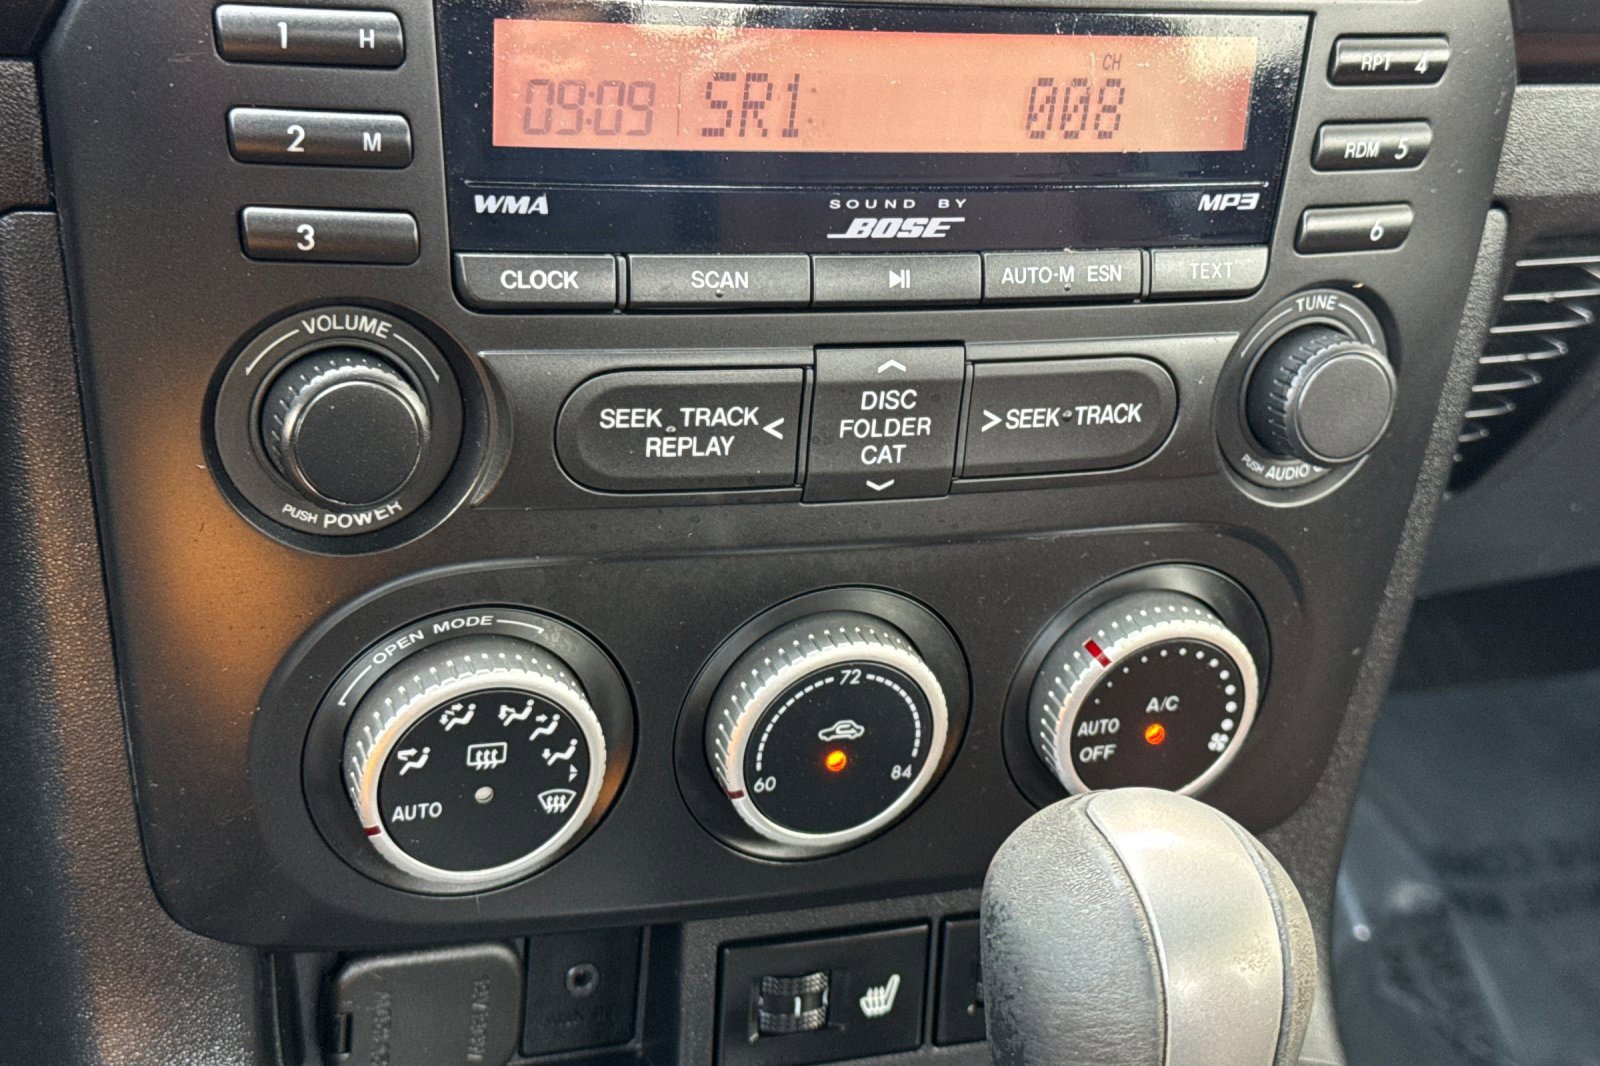 1 H
2 M
3
09:09 SR1 CH 008
RPT 4
RDM 5
6
WMA
SOUND BY
BOSE
MP3
CLOCK
SCAN
AUTO-M ESN
TEXT
VOLUME
PUSH POWER
SEEK TRACK
REPLAY
DISC
FOLDER
CAT
SEEK TRACK
TUNE
PUSH AUDIO
OPEN MODE
AUTO
60 72 84
A/C
AUTO
OFF